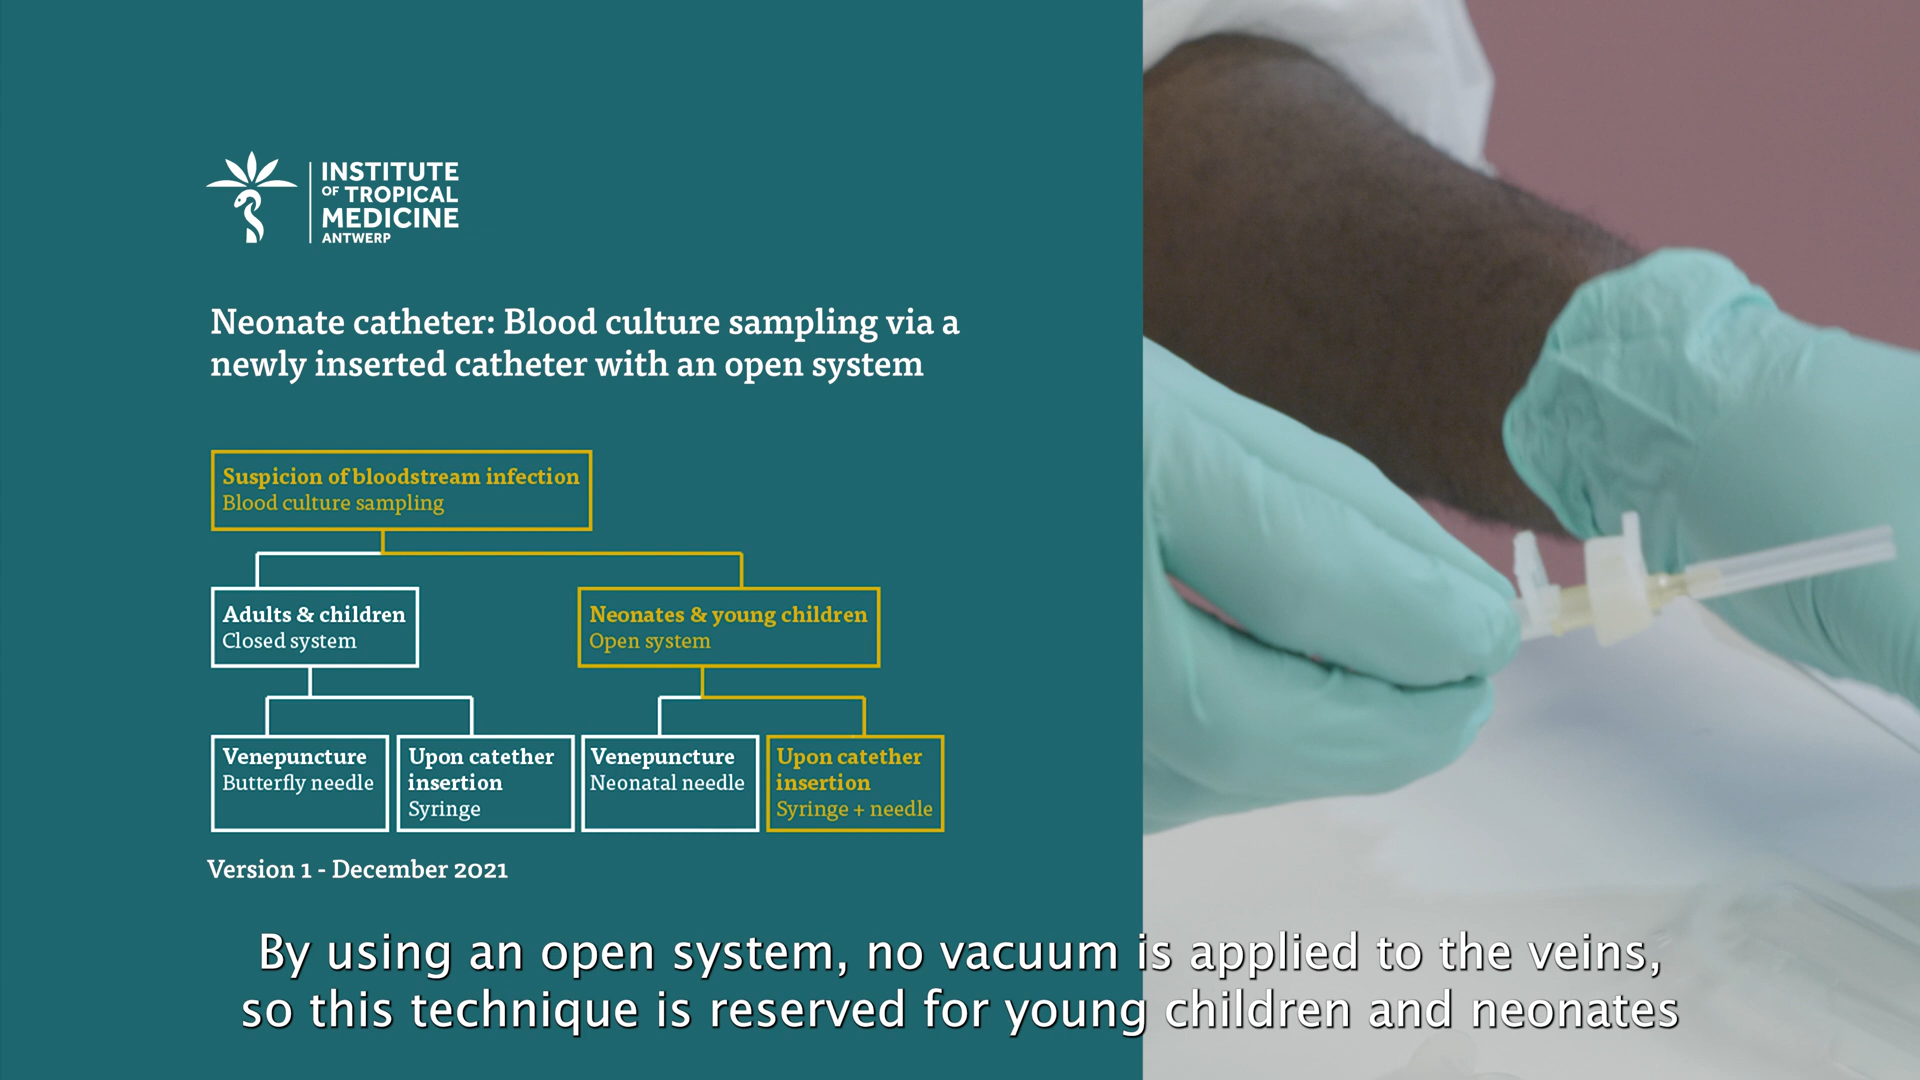 INSTITUTE
OF TROPICAL
MEDICINE
ANTWERP
Neonate catheter: Blood culture sampling via a
newly inserted catheter with an open system
Suspicion of bloodstream infection
Blood culture sampling
Adults & children
Closed system
Neonates & young children
Open system
Venepuncture
Butterfly needle
Upon catether
insertion
Syringe
Venepuncture
Neonatal needle
Upon catether
insertion
Syringe + needle
Version 1 - December 2021
By using an open system, no vacuum is applied to the veins,
so this technique is reserved for young children and neonates